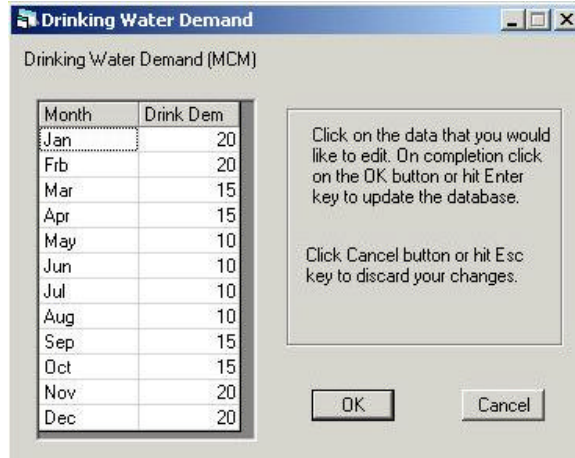 Drinking Water Demand
Drinking Water Demand (MCM)
Month Drink Dem
Jan 20
Frb 20
Mar 15
Apr 15
May 10
Jun 10
Jul 10
Aug 10
Sep 15
Oct 15
Nov 20
Dec 20
Click on the data that you would
like to edit. On completion click
on the OK button or hit Enter
key to update the database.
Click Cancel button or hit Esc
key to discard your changes.
OK Cancel